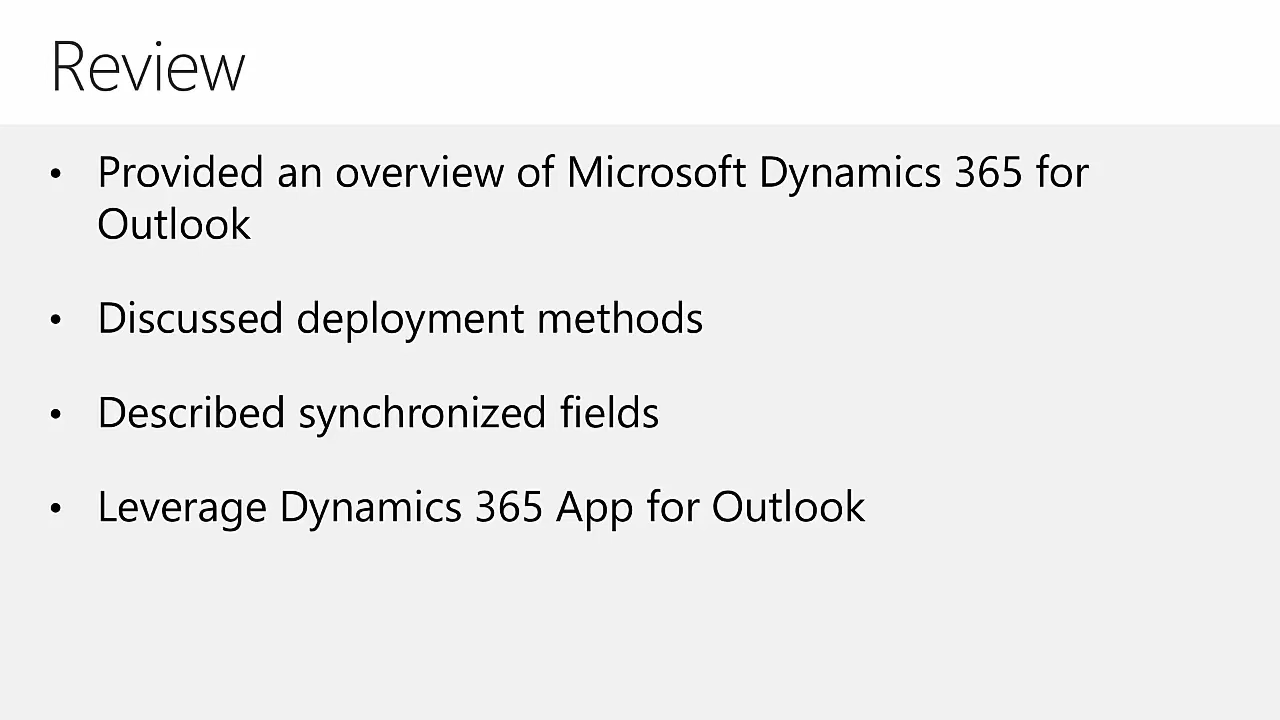 Review
• Provided an overview of Microsoft Dynamics 365 for
Outlook
• Discussed deployment methods
• Described synchronized fields
• Leverage Dynamics 365 App for Outlook